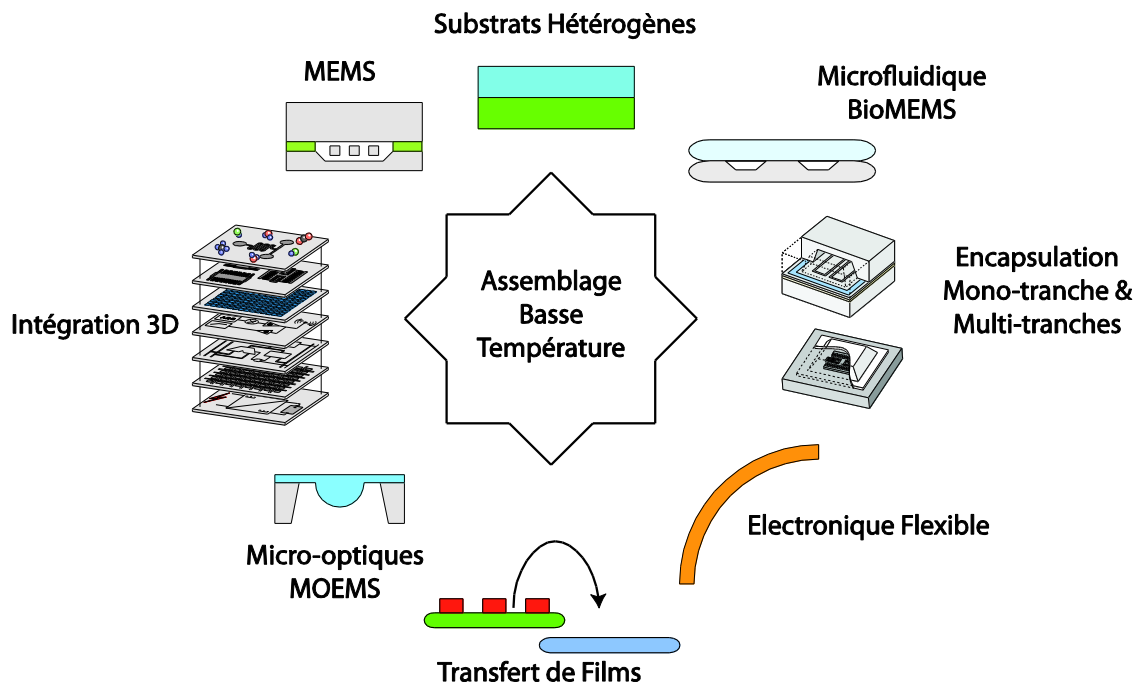 Substrats Hétérogènes
MEMS
Microfluidique
BioMEMS
Assemblage
Basse
Température
Encapsulation
Mono-tranche &
Multi-tranches
Intégration 3D
Electronique Flexible
Micro-optiques
MOEMS
Transfert de Films